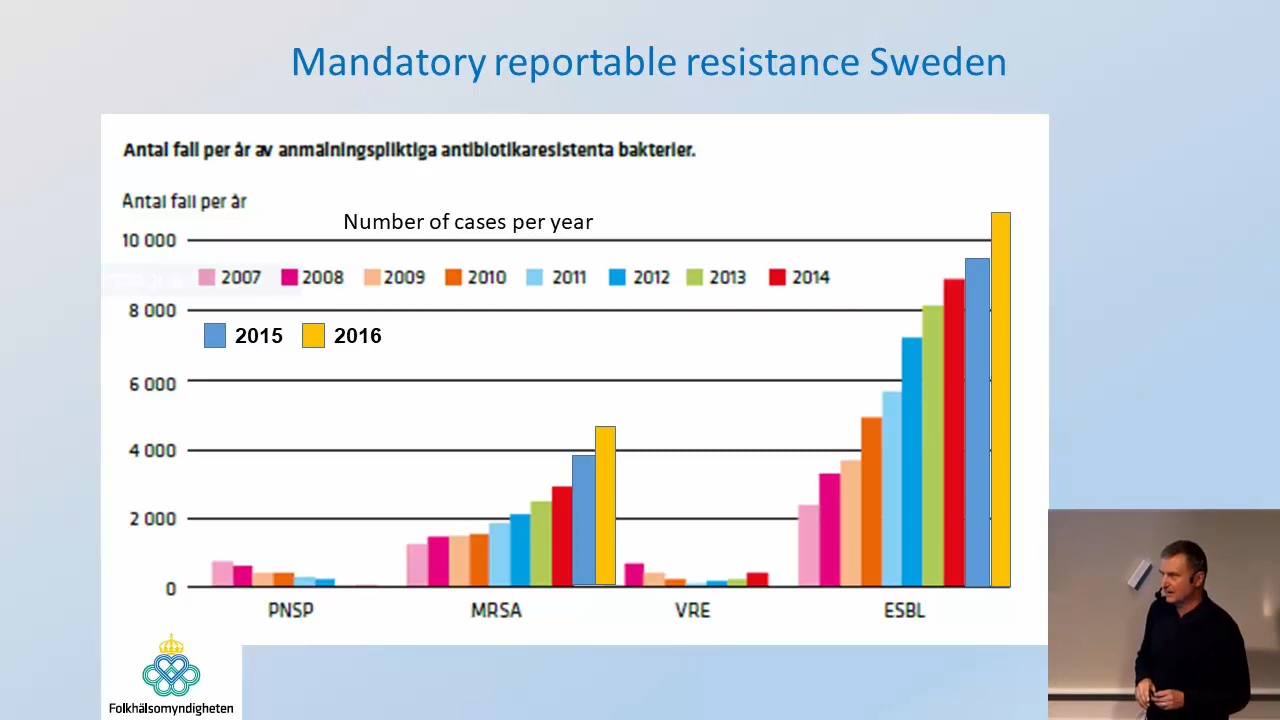 Mandatory reportable resistance Sweden
Antal fall per år av anmälningspliktiga antibiotikaresistenta bakterier.
Antal fall per år
Number of cases per year
10 000
2007 2008 2009 2010 2011 2012 2013 2014
8 000
2015 2016
6 000
4 000
2 000
0
PNSP MRSA VRE ESBL
Folkhälsomyndigheten